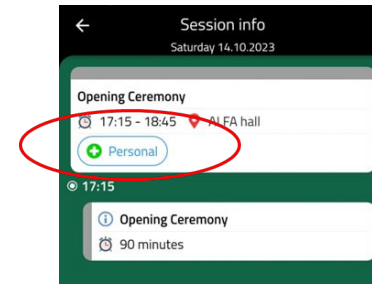 Session info
Saturday 14.10.2023
Opening Ceremony
17:15 - 18:45 ALFA hall
Personal
17:15
Opening Ceremony
90 minutes